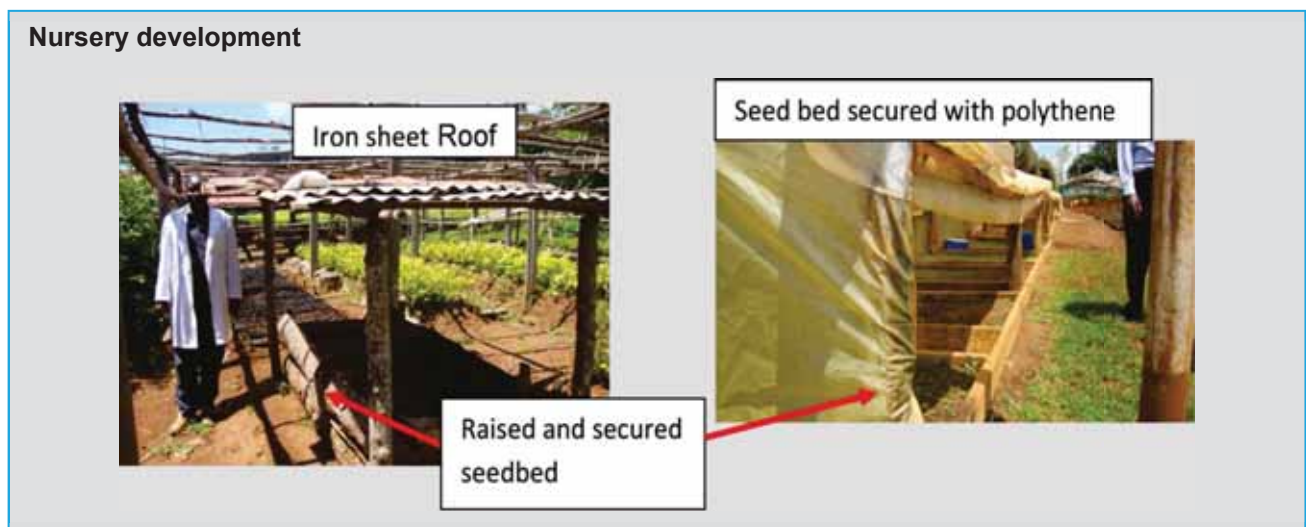 Nursery development
Iron sheet Roof
Seed bed secured with polythene
Raised and secured
seedbed